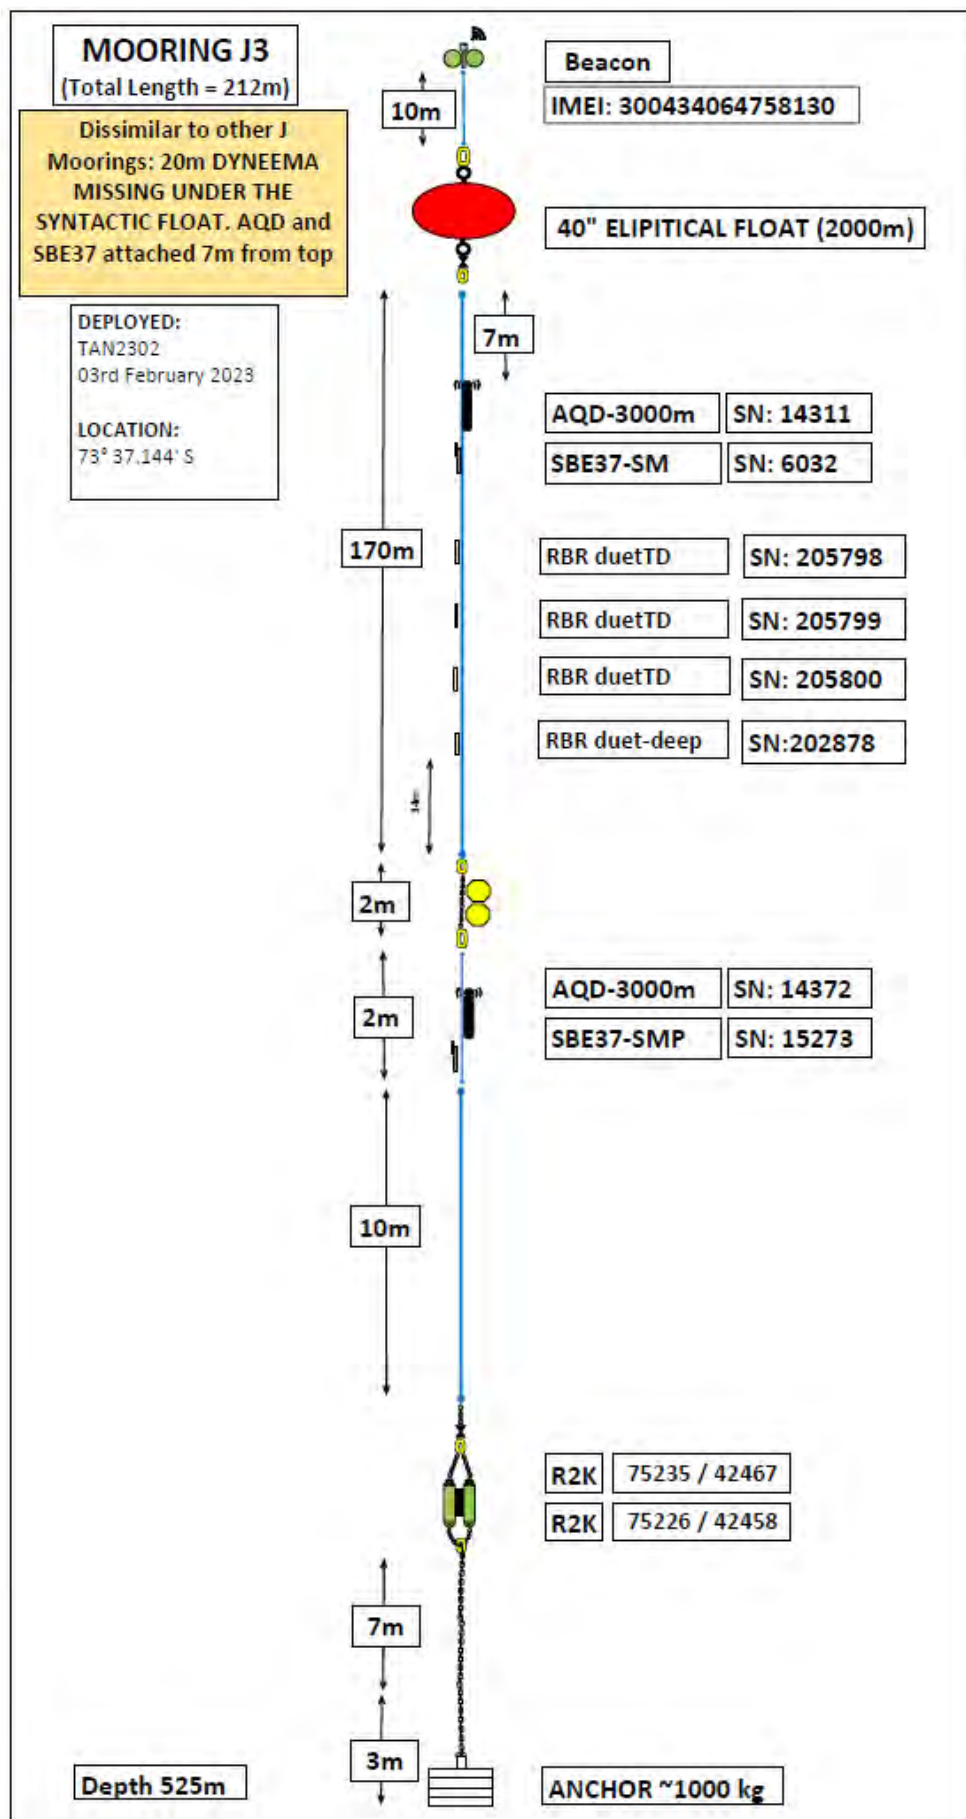 MOORING J3
(Total Length = 212m)
Dissimilar to other J
Moorings: 20m DYNEEMA
MISSING UNDER THE
SYNTACTIC FLOAT. AQD and
SBE37 attached 7m from top
DEPLOYED:
TAN2302
03rd February 2023
LOCATION:
73° 37.144' S
10m
Beacon
IMEI: 300434064758130
40" ELIPITICAL FLOAT (2000m)
7m
AQD-3000m SN: 14311
SBE37-SM SN: 6032
170m
RBR duetTD SN: 205798
RBR duetTD SN: 205799
RBR duetTD SN: 205800
RBR duet-deep SN:202878
14m
2m
AQD-3000m SN: 14372
2m
SBE37-SMP SN: 15273
10m
R2K 75235 / 42467
R2K 75226 / 42458
7m
3m
Depth 525m
ANCHOR ~1000 kg